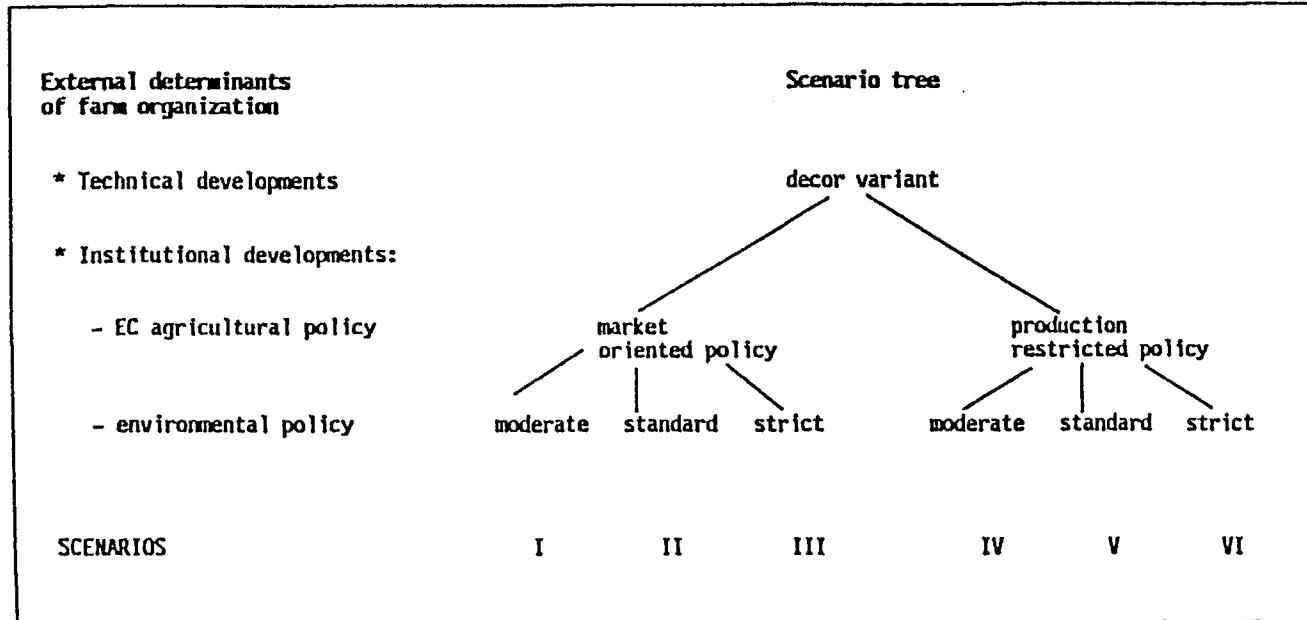 External determinants
of farm organization
Scenario tree
* Technical developments
decor variant
* Institutional developments:
- EC agricultural policy
market
oriented policy
production
restricted policy
- environmental policy
moderate standard strict
moderate standard strict
SCENARIOS
I II III IV V VI